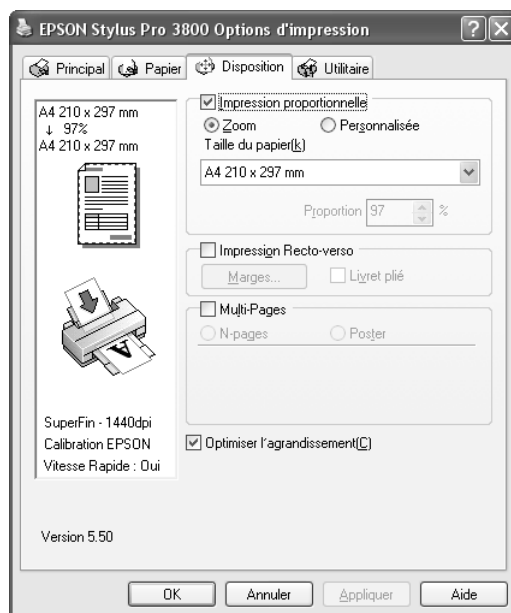 EPSON Stylus Pro 3800 Options d'impression
Principal Papier Disposition Utilitaire
A4 210 x 297 mm
↓ 97%
A4 210 x 297 mm
A
SuperFin - 1440dpi
Calibration EPSON
Vitesse Rapide : Oui
Version 5.50
Impression proportionnelle
Zoom Personnalisée
Taille du papier(k)
A4 210 x 297 mm
Proportion 97 %
Impression Recto-verso
Marges... Livret plié
Multi-Pages
N-pages Poster
Optimiser l'agrandissement(C)
OK Annuler Appliquer Aide